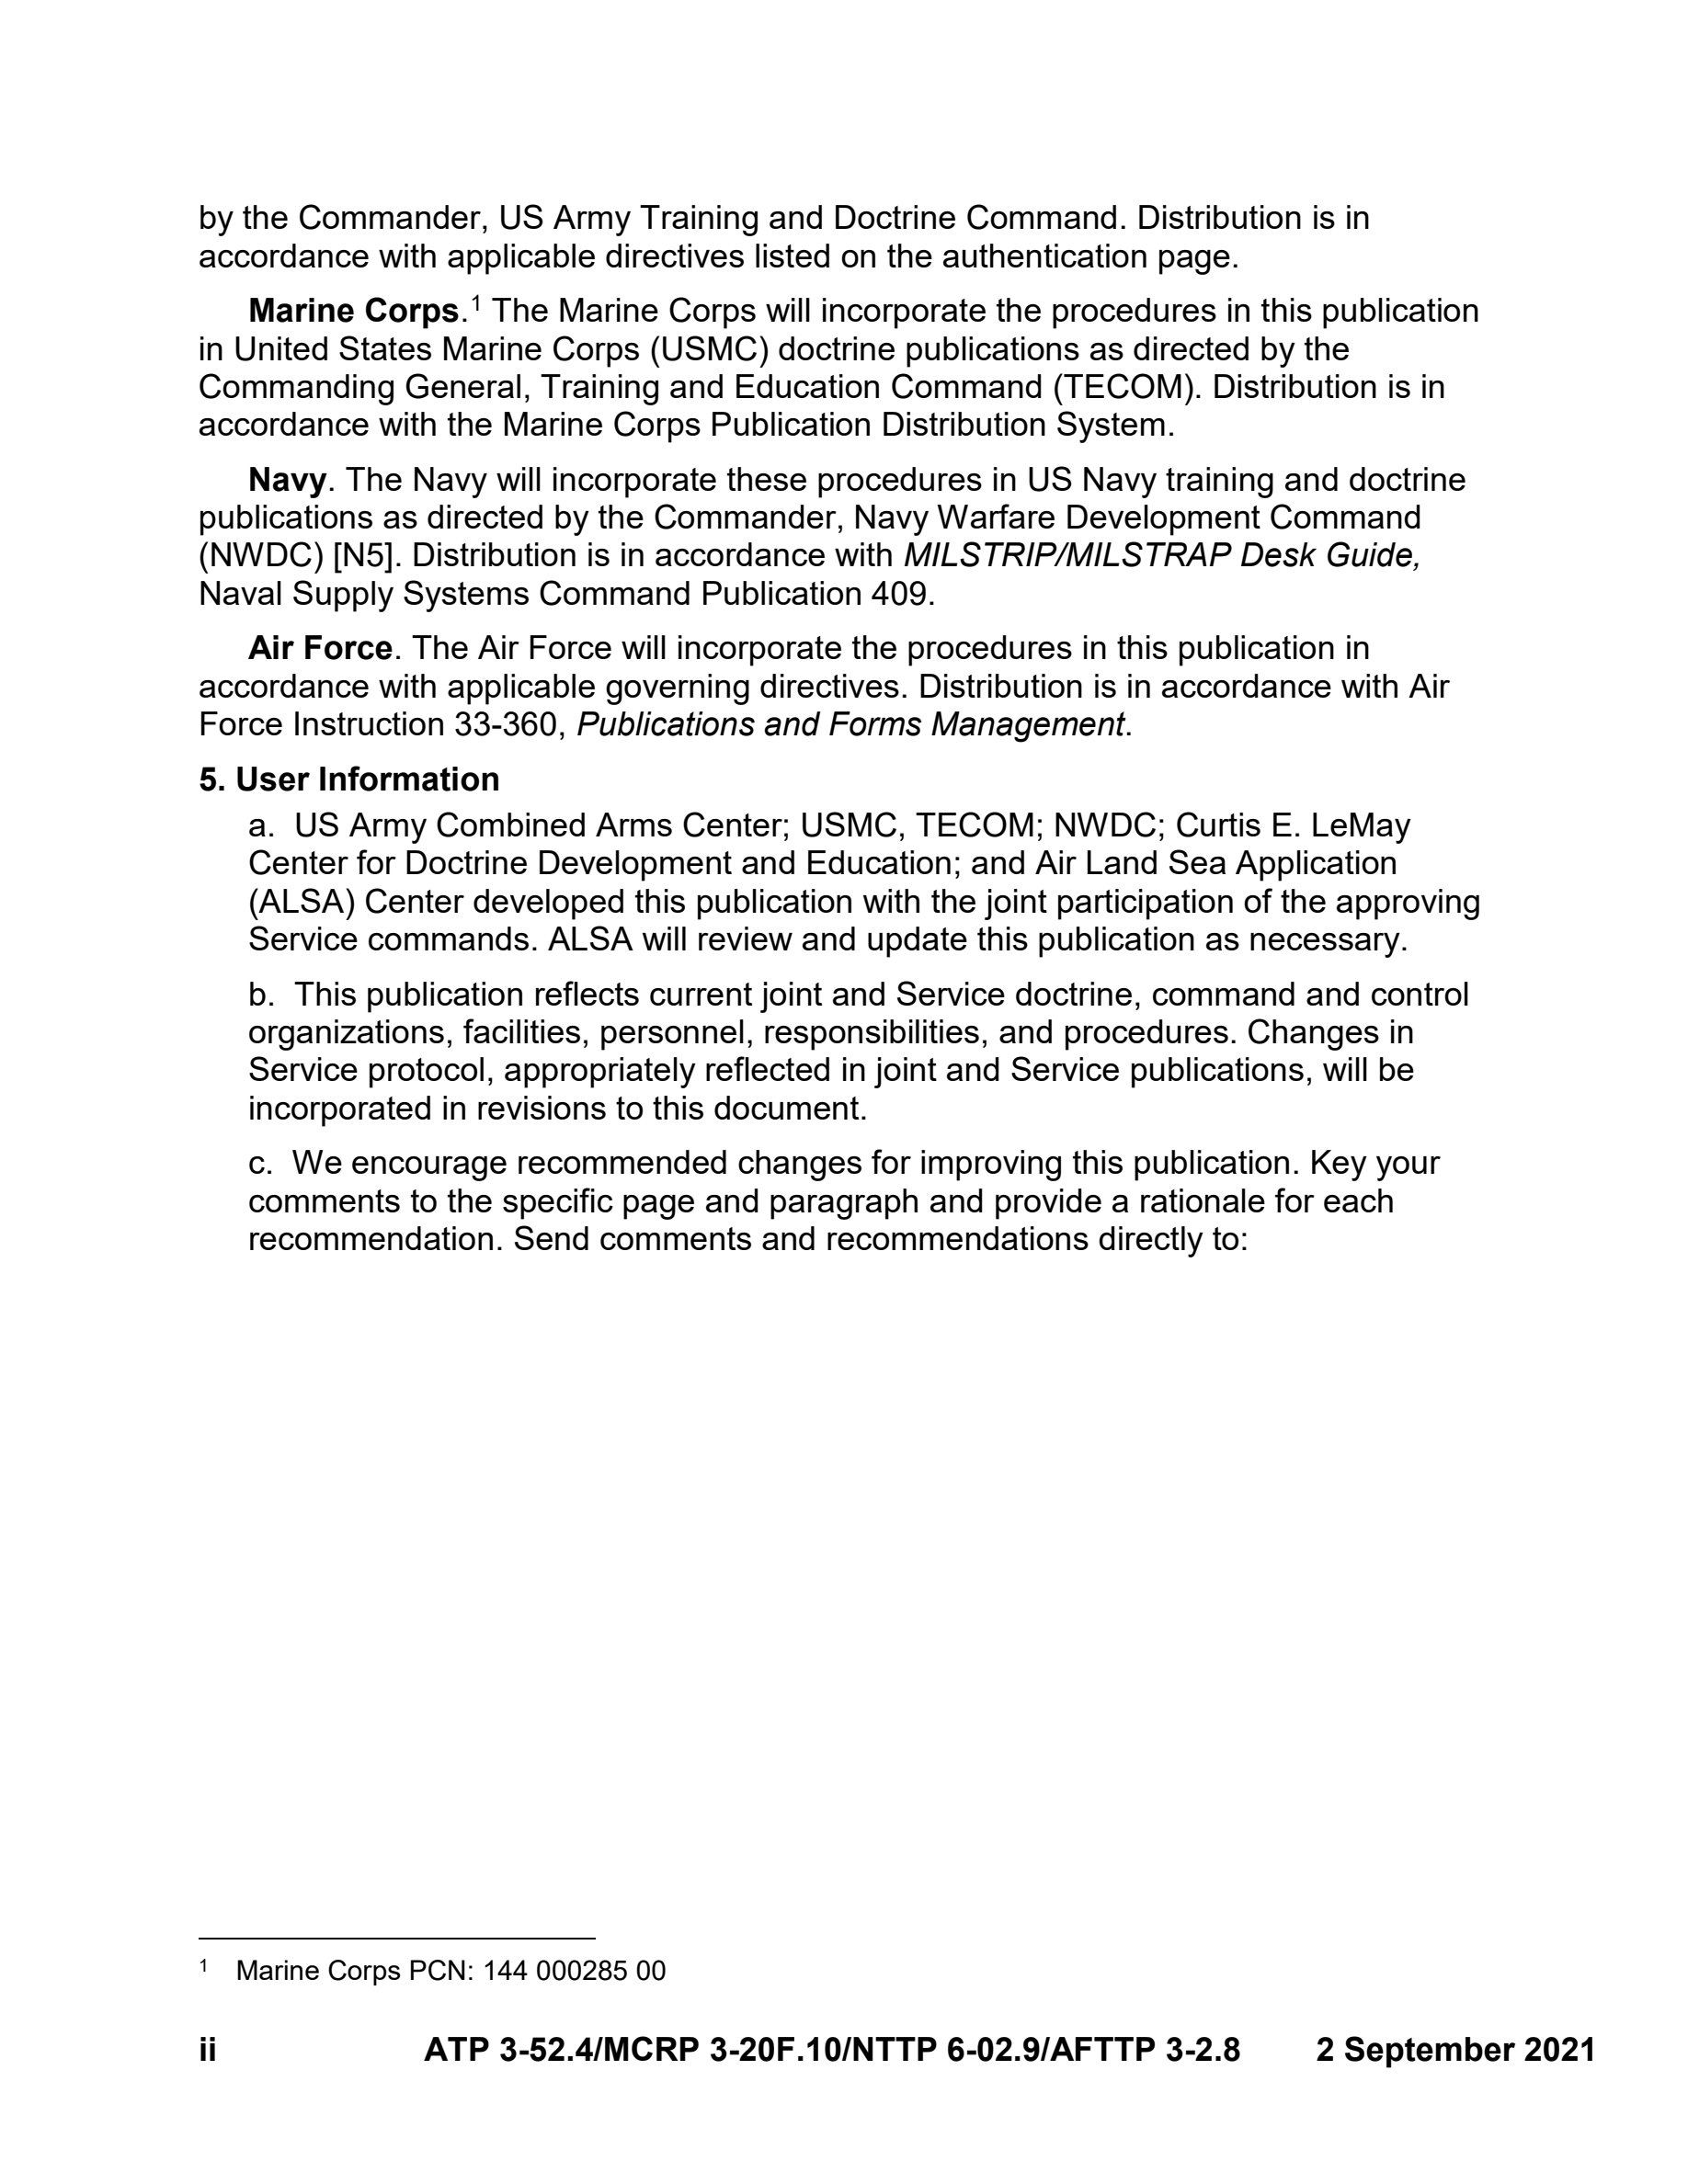 by the Commander, US Army Training and Doctrine Command. Distribution is in
accordance with applicable directives listed on the authentication page.
Marine Corps.¹ The Marine Corps will incorporate the procedures in this publication
in United States Marine Corps (USMC) doctrine publications as directed by the
Commanding General, Training and Education Command (TECOM). Distribution is in
accordance with the Marine Corps Publication Distribution System.
Navy. The Navy will incorporate these procedures in US Navy training and doctrine
publications as directed by the Commander, Navy Warfare Development Command
(NWDC) [N5]. Distribution is in accordance with MILSTRIP/MILSTRAP Desk Guide,
Naval Supply Systems Command Publication 409.
Air Force. The Air Force will incorporate the procedures in this publication in
accordance with applicable governing directives. Distribution is in accordance with Air
Force Instruction 33-360, Publications and Forms Management.
5. User Information
a. US Army Combined Arms Center; USMC, TECOM; NWDC; Curtis E. LeMay
Center for Doctrine Development and Education; and Air Land Sea Application
(ALSA) Center developed this publication with the joint participation of the approving
Service commands. ALSA will review and update this publication as necessary.
b. This publication reflects current joint and Service doctrine, command and control
organizations, facilities, personnel, responsibilities, and procedures. Changes in
Service protocol, appropriately reflected in joint and Service publications, will be
incorporated in revisions to this document.
c. We encourage recommended changes for improving this publication. Key your
comments to the specific page and paragraph and provide a rationale for each
recommendation. Send comments and recommendations directly to:
¹ Marine Corps PCN: 144 000285 00
ii ATP 3-52.4/MCRP 3-20F.10/NTTP 6-02.9/AFTTP 3-2.8 2 September 2021